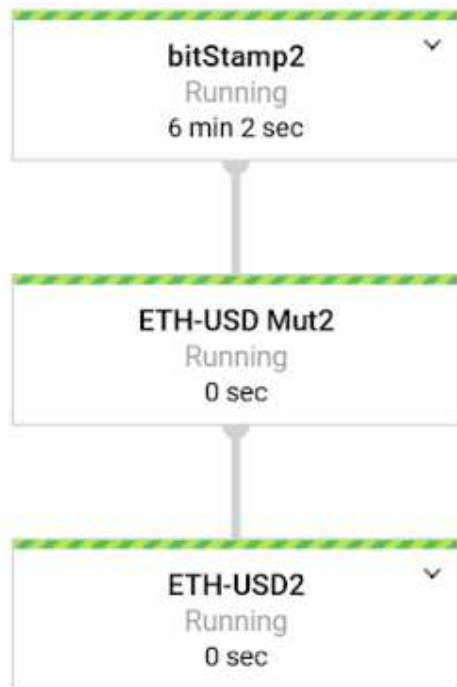 bitStamp2
Running
6 min 2 sec
ETH-USD Mut2
Running
0 sec
ETH-USD2
Running
0 sec